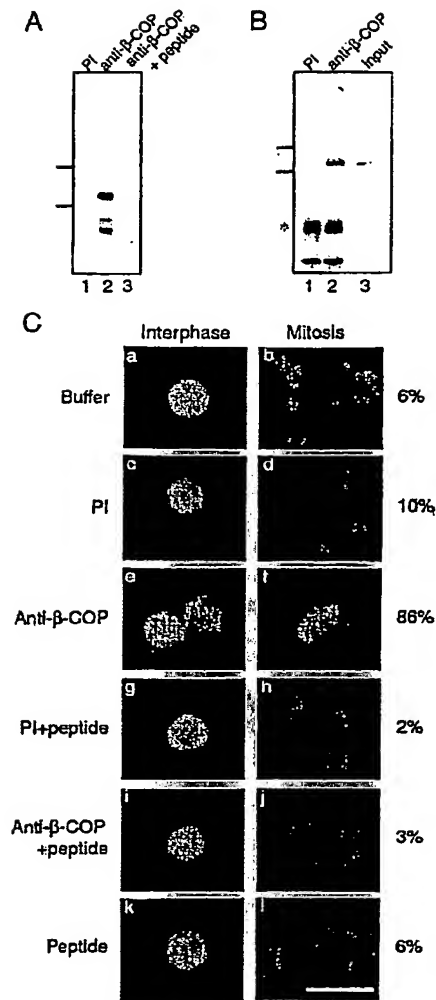 A
PI
anti-β-COP
anti-β-COP
+ peptide
1 2 3
B
PI
anti-β-COP
Input
*
1 2 3
C
Interphase Mitosis
Buffer a b 6%
PI c d 10%
Anti-β-COP e f 86%
PI+peptide g h 2%
Anti-β-COP
+peptide i j 3%
Peptide k l 6%